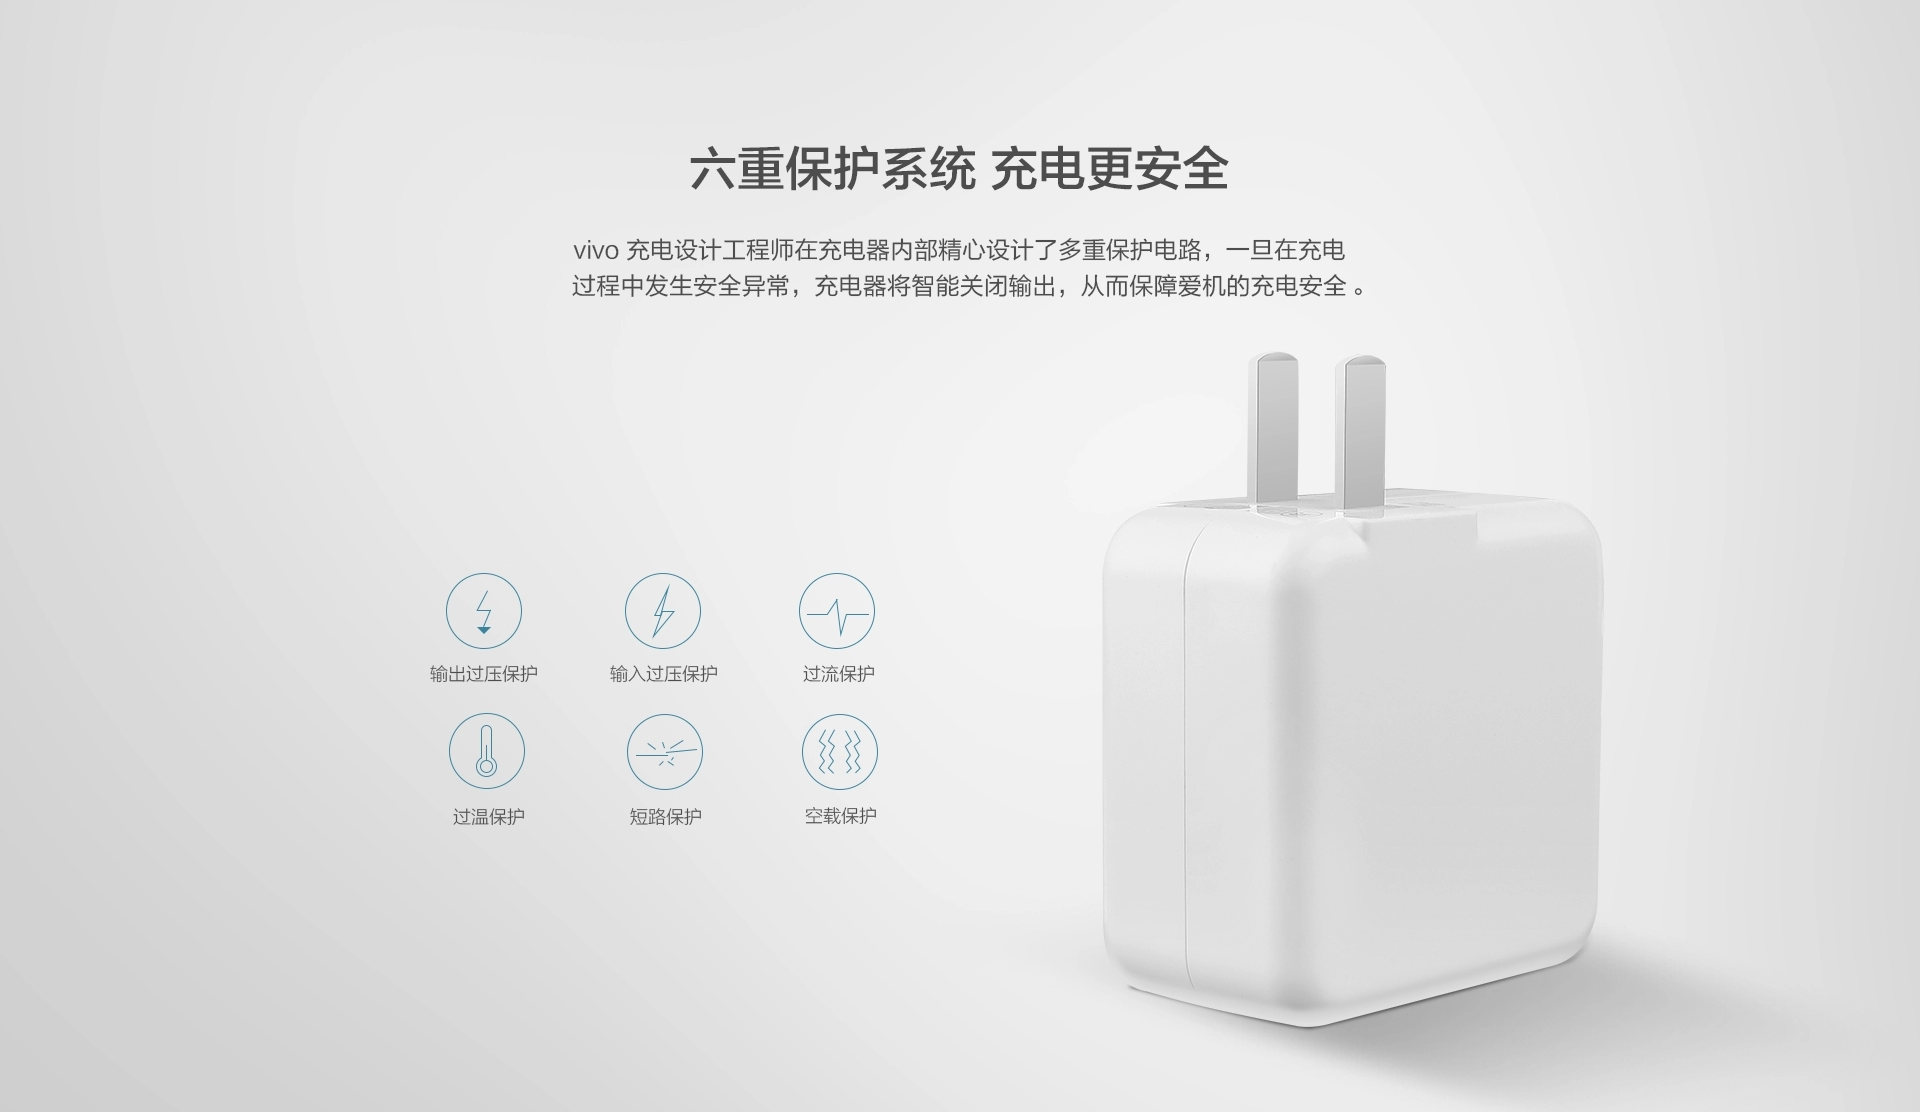 六重保护系统 充电更安全
vivo 充电设计工程师在充电器内部精心设计了多重保护电路，一旦在充电
过程中发生安全异常，充电器将智能关闭输出，从而保障爱机的充电安全。
输出过压保护
输入过压保护
过流保护
过温保护
短路保护
空载保护